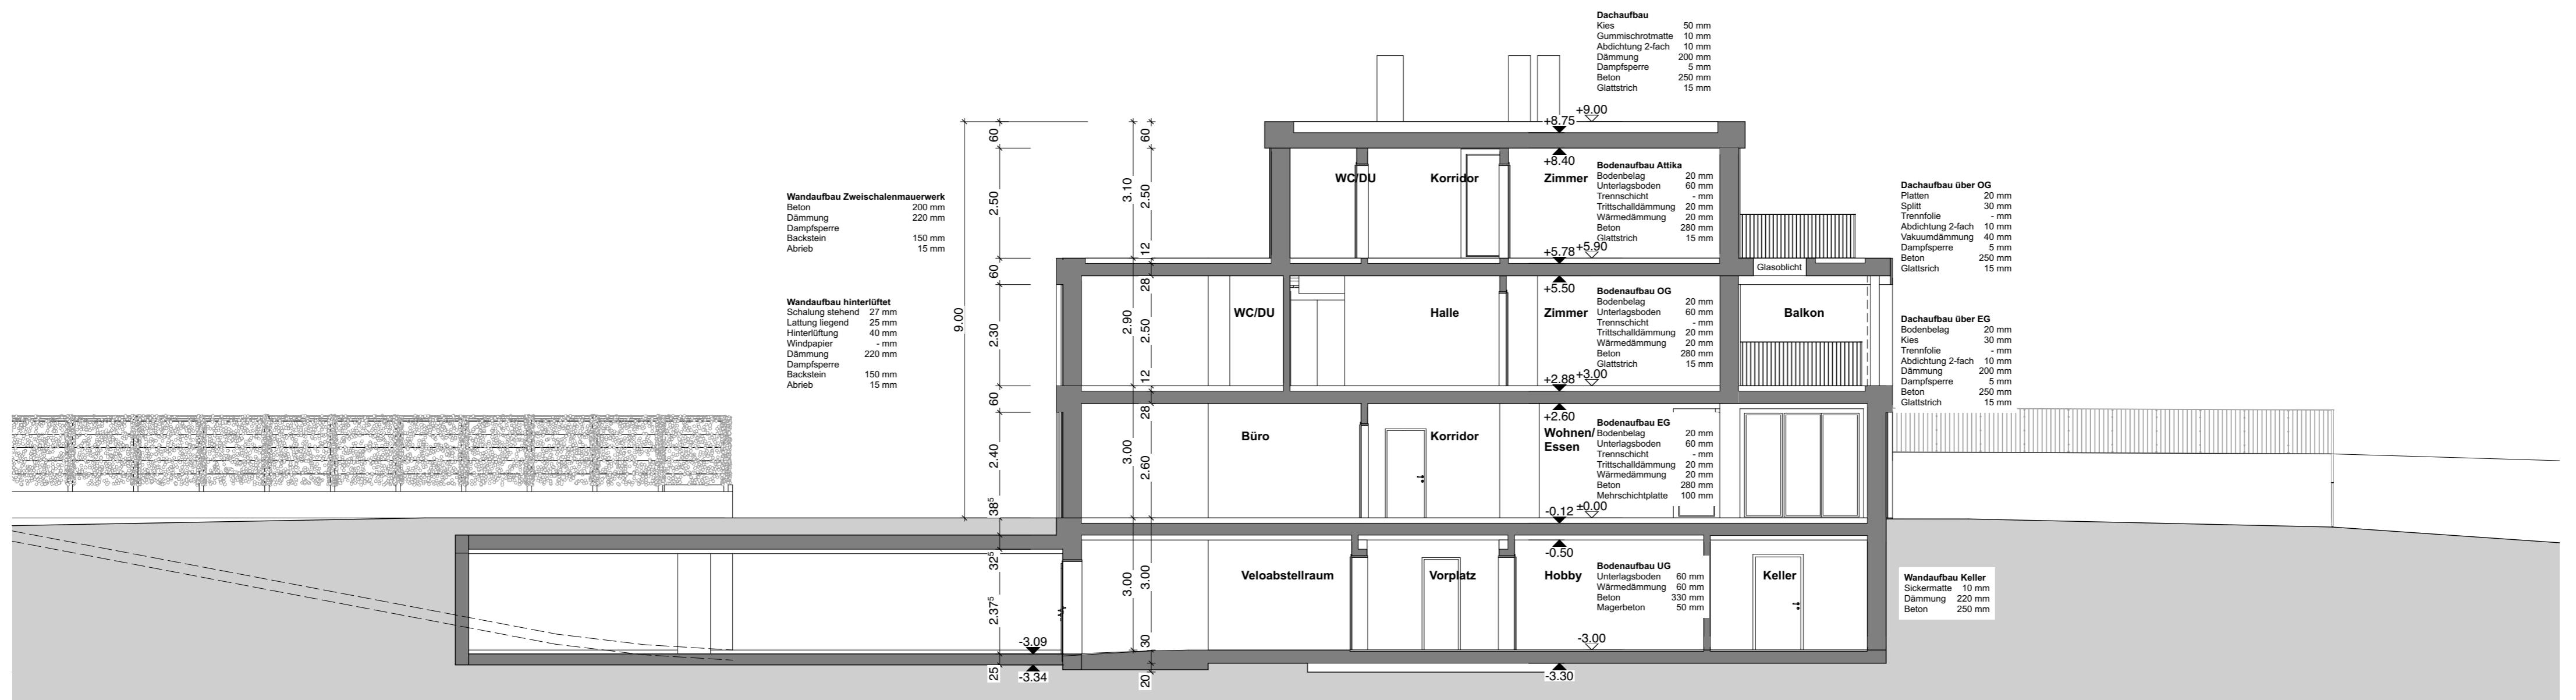 Dachaufbau
Kies 50 mm
Gummischrotmatte 10 mm
Abdichtung 2-fach 10 mm
Dämmung 200 mm
Dampfsperre 5 mm
Beton 250 mm
Glattstrich 15 mm
+9.00
+8.75
+8.40
Bodenaufbau Attika
Bodenbelag 20 mm
Unterlagsboden 60 mm
Trennschicht - mm
Trittschalldämmung 20 mm
Wärmedämmung 20 mm
Beton 280 mm
Glattstrich 15 mm
WC/DU Korridor Zimmer
+5.90
+5.78
+5.50
Wandaufbau Zweischalenmauerwerk
Beton 200 mm
Dämmung 220 mm
Dampfsperre
Backstein 150 mm
Abrieb 15 mm
Dachaufbau über OG
Platten 20 mm
Splitt 30 mm
Trennfolie - mm
Abdichtung 2-fach 10 mm
Vakuumdämmung 40 mm
Dampfsperre 5 mm
Beton 250 mm
Glattsrich 15 mm
Glasoblicht
Wandaufbau hinterlüftet
Schalung stehend 27 mm
Lattung liegend 25 mm
Hinterlüftung 40 mm
Windpapier - mm
Dämmung 220 mm
Dampfsperre
Backstein 150 mm
Abrieb 15 mm
WC/DU Halle Zimmer Balkon
Bodenaufbau OG
Bodenbelag 20 mm
Unterlagsboden 60 mm
Trennschicht - mm
Trittschalldämmung 20 mm
Wärmedämmung 20 mm
Beton 280 mm
Glattstrich 15 mm
Dachaufbau über EG
Bodenbelag 20 mm
Kies 30 mm
Trennfolie - mm
Abdichtung 2-fach 10 mm
Dämmung 200 mm
Dampfsperre 5 mm
Beton 250 mm
Glattstrich 15 mm
+3.00
+2.88
+2.60
Büro Korridor Wohnen/
Essen
Bodenaufbau EG
Bodenbelag 20 mm
Unterlagsboden 60 mm
Trennschicht - mm
Trittschalldämmung 20 mm
Wärmedämmung 20 mm
Beton 280 mm
Mehrschichtplatte 100 mm
±0.00
-0.12
-0.50
Veloabstellraum Vorplatz Hobby Keller
Bodenaufbau UG
Unterlagsboden 60 mm
Wärmedämmung 60 mm
Beton 330 mm
Magerbeton 50 mm
Wandaufbau Keller
Sickermatte 10 mm
Dämmung 220 mm
Beton 250 mm
-3.00
-3.30
-3.09
-3.34
9.00
60
2.50
60
2.30
60
2.40
38⁵
32⁵
2.37⁵
25
3.10
2.90
3.00
3.00
60
2.50
12
28
2.50
12
28
2.60
3.00
30
20